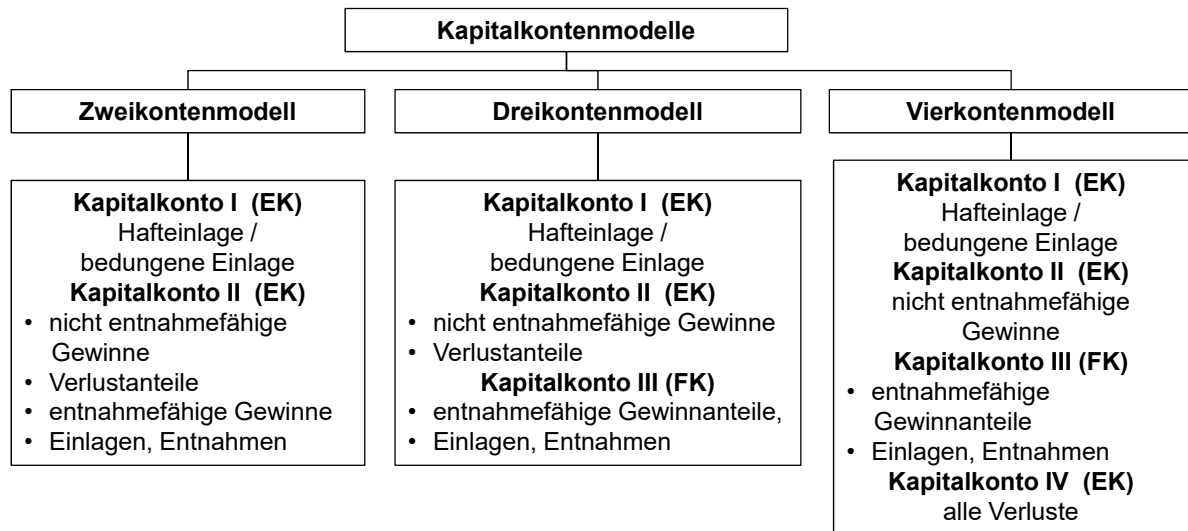 Kapitalkontenmodelle
Zweikontenmodell
Kapitalkonto I (EK)
Hafteinlage /
bedungene Einlage
Kapitalkonto II (EK)
• nicht entnahmefähige
Gewinne
• Verlustanteile
• entnahmefähige Gewinne
• Einlagen, Entnahmen
Dreikontenmodell
Kapitalkonto I (EK)
Hafteinlage /
bedungene Einlage
Kapitalkonto II (EK)
• nicht entnahmefähige Gewinne
• Verlustanteile
Kapitalkonto III (FK)
• entnahmefähige Gewinnanteile,
• Einlagen, Entnahmen
Vierkontenmodell
Kapitalkonto I (EK)
Hafteinlage /
bedungene Einlage
Kapitalkonto II (EK)
nicht entnahmefähige
Gewinne
Kapitalkonto III (FK)
• entnahmefähige
Gewinnanteile
• Einlagen, Entnahmen
Kapitalkonto IV (EK)
alle Verluste